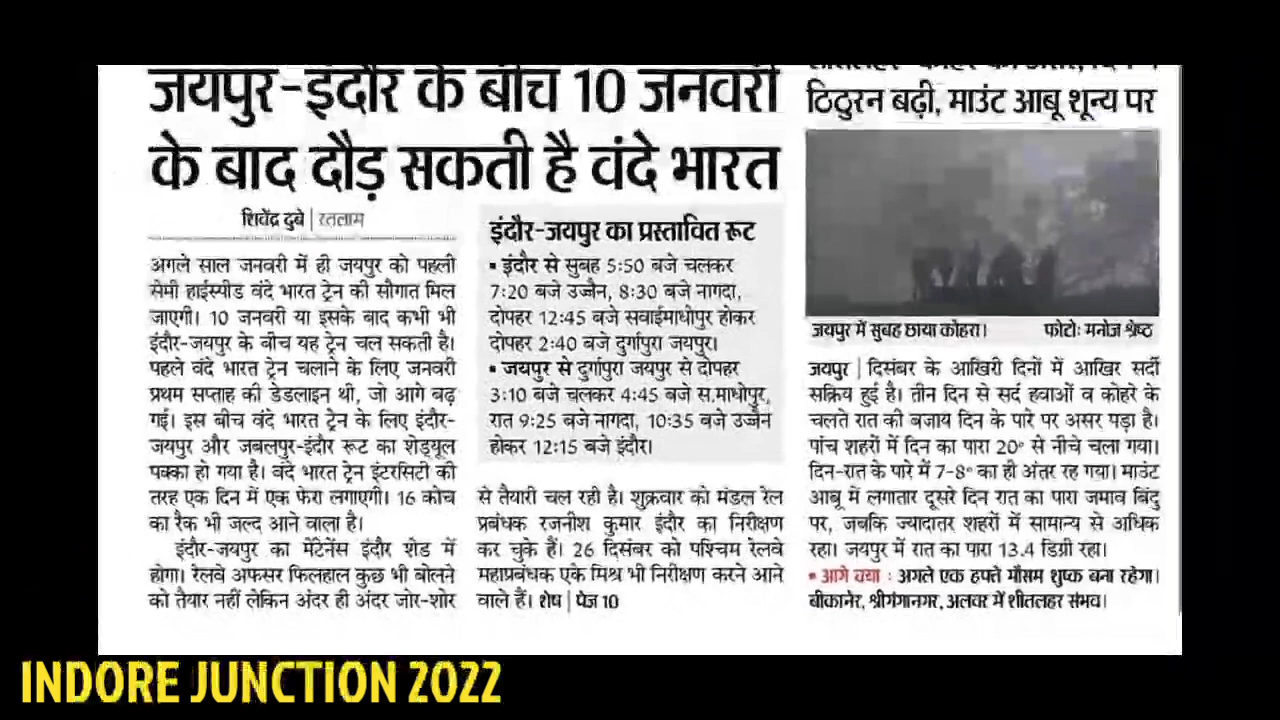 जयपुर-इंदौर के बीच 10 जनवरी
के बाद दौड़ सकती है वंदे भारत
शिवेंद्र दुबे | रतलाम
अगले साल जनवरी में ही जयपुर को पहली
सेमी हाईस्पीड वंदे भारत ट्रेन की सौगात मिल
जाएगी। 10 जनवरी या इसके बाद कभी भी
इंदौर-जयपुर के बीच यह ट्रेन चल सकती है।
पहले वंदे भारत ट्रेन चलाने के लिए जनवरी
प्रथम सप्ताह की डेडलाइन थी, जो आगे बढ़
गई। इस बीच वंदे भारत ट्रेन के लिए इंदौर-
जयपुर और जबलपुर-इंदौर रूट का शेड्यूल
पक्का हो गया है। वंदे भारत ट्रेन इंटरसिटी की
तरह एक दिन में एक फेरा लगाएगी। 16 कोच
का रैक भी जल्द आने वाला है।
इंदौर-जयपुर का मेंटेनेंस इंदौर शेड में
होगा। रेलवे अफसर फिलहाल कुछ भी बोलने
को तैयार नहीं लेकिन अंदर ही अंदर जोर-शोर
इंदौर-जयपुर का प्रस्तावित रूट
▪ इंदौर से सुबह 5:50 बजे चलकर
7:20 बजे उज्जैन, 8:30 बजे नागदा,
दोपहर 12:45 बजे सवाईमाधोपुर होकर
दोपहर 2:40 बजे दुर्गापुरा जयपुर।
▪ जयपुर से दुर्गापुरा जयपुर से दोपहर
3:10 बजे चलकर 4:45 बजे स.माधोपुर,
रात 9:25 बजे नागदा, 10:35 बजे उज्जैन
होकर 12:15 बजे इंदौर।
से तैयारी चल रही है। शुक्रवार को मंडल रेल
प्रबंधक रजनीश कुमार इंदौर का निरीक्षण
कर चुके हैं। 26 दिसंबर को पश्चिम रेलवे
महाप्रबंधक एके मिश्र भी निरीक्षण करने आने
वाले हैं। शेष | पेज 10
ठिठुरन बढ़ी, माउंट आबू शून्य पर
जयपुर में सुबह छाया कोहरा। फोटो: मनोज श्रेष्ठ
जयपुर | दिसंबर के आखिरी दिनों में आखिर सर्दी
सक्रिय हुई है। तीन दिन से सर्द हवाओं व कोहरे के
चलते रात की बजाय दिन के पारे पर असर पड़ा है।
पांच शहरों में दिन का पारा 20° से नीचे चला गया।
दिन-रात के पारे में 7-8° का ही अंतर रह गया। माउंट
आबू में लगातार दूसरे दिन रात का पारा जमाव बिंदु
पर, जबकि ज्यादातर शहरों में सामान्य से अधिक
रहा। जयपुर में रात का पारा 13.4 डिग्री रहा।
▪ आगे क्या : अगले एक हफ्ते मौसम शुष्क बना रहेगा।
बीकानेर, श्रीगंगानगर, अलवर में शीतलहर संभव।
INDORE JUNCTION 2022